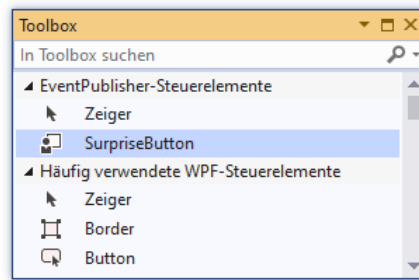 Toolbox
In Toolbox suchen
EventPublisher-Steuerelemente
Zeiger
SurpriseButton
Häufig verwendete WPF-Steuerelemente
Zeiger
Border
Button